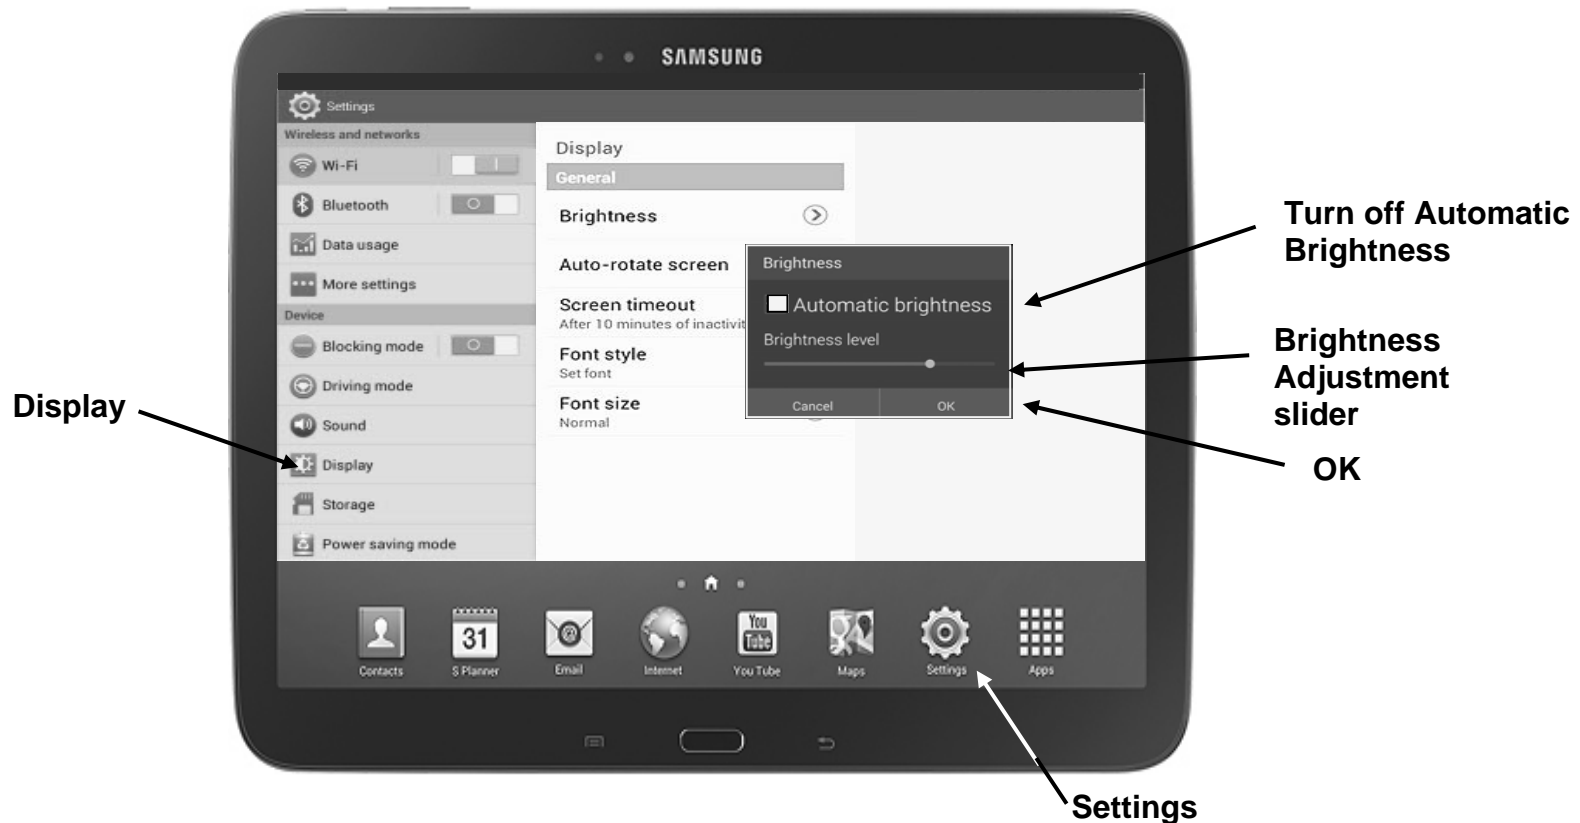 SAMSUNG
Settings
Wireless and networks
Wi-Fi
Bluetooth
Data usage
More settings
Device
Blocking mode
Driving mode
Sound
Display
Storage
Power saving mode
Display
General
Brightness
Auto-rotate screen
Screen timeout
After 10 minutes of inactivit
Font style
Set font
Font size
Normal
Brightness
Automatic brightness
Brightness level
Cancel OK
Turn off Automatic
Brightness
Brightness
Adjustment
slider
OK
Display
31
You
Tube
Contacts S Planner Email Internet You Tube Maps Settings Apps
Settings